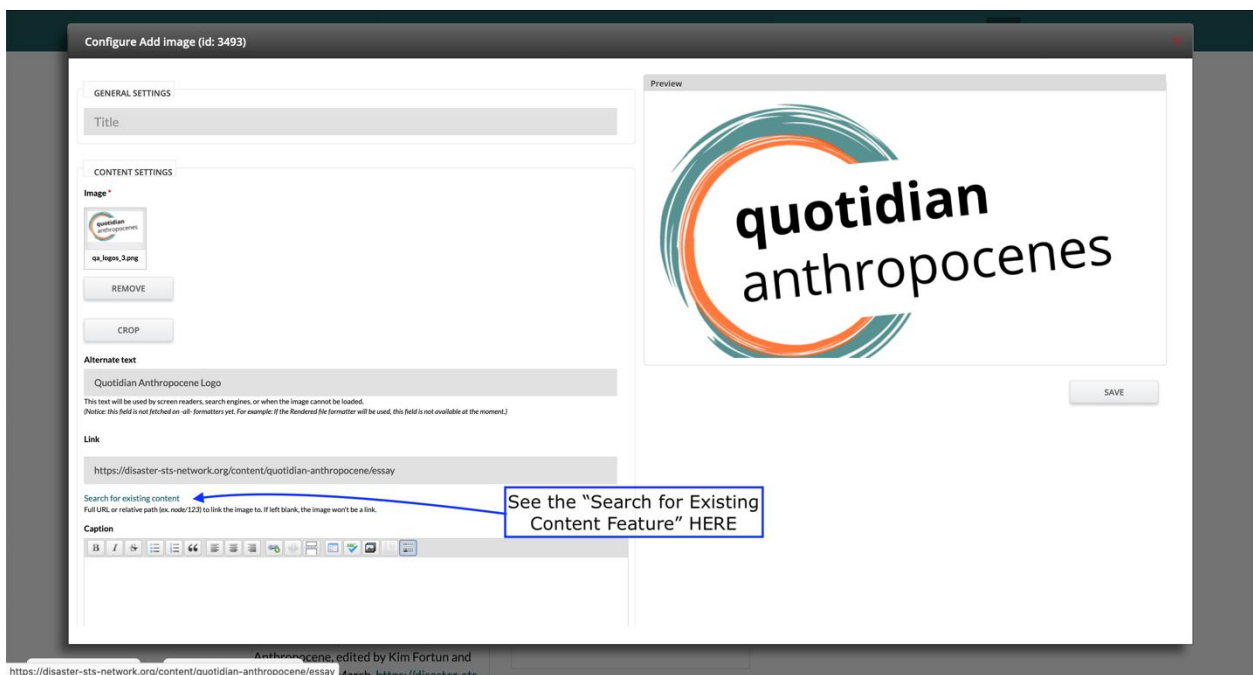 Configure Add image (id: 3493)
GENERAL SETTINGS
Title
CONTENT SETTINGS
Image *
quotidian
anthropocenes
qa_logos_3.png
REMOVE
CROP
Alternate text
Quotidian Anthropocene Logo
This text will be used by screen readers, search engines, or when the image cannot be loaded.
(Notice: this field is not fetched on -all- formatters yet. For example: If the Rendered file formatter will be used, this field is not available at the moment.)
Link
https://disaster-sts-network.org/content/quotidian-anthropocene/essay
Search for existing content
Full URL or relative path (ex. node/123) to link the image to. If left blank, the image won't be a link.
Caption
B I S
Preview
quotidian
anthropocenes
SAVE
See the “Search for Existing
Content Feature” HERE
Anthropocene, edited by Kim Fortun and
March. https://disaster-sts-
https://disaster-sts-network.org/content/quotidian-anthropocene/essay